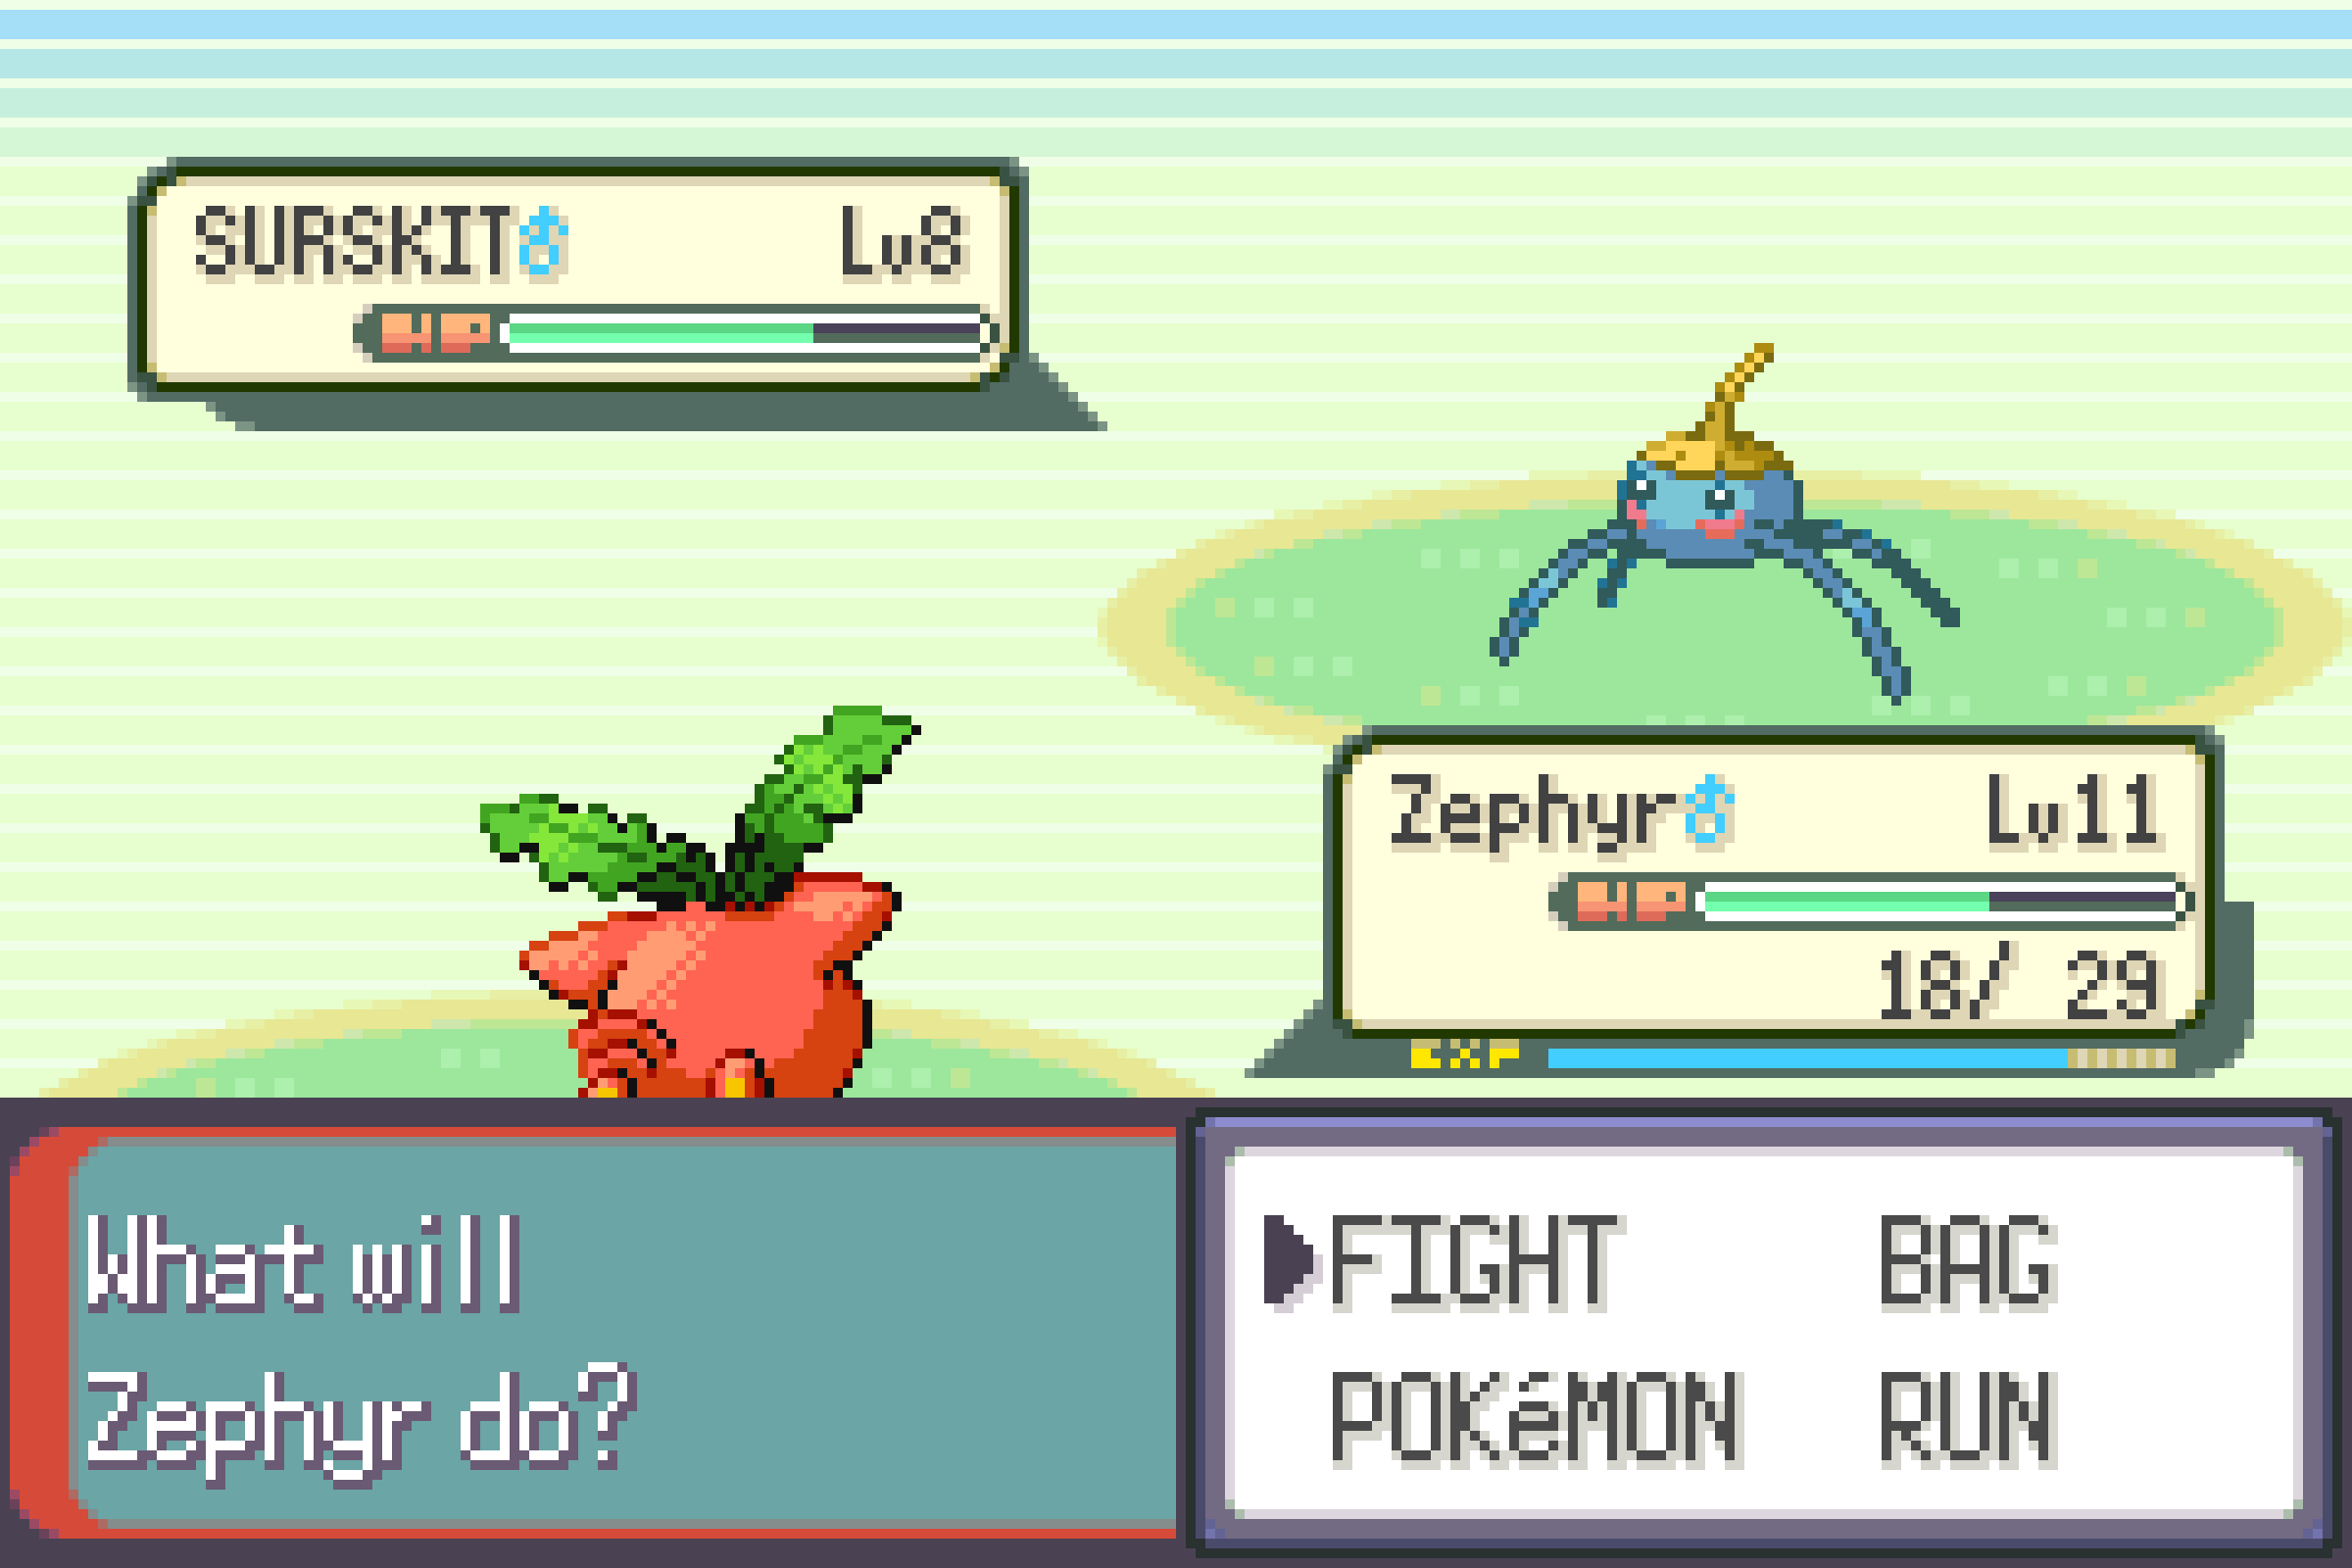 SURSKIT♂ Lv8
HP
Zephyr♂ Lv11
HP
18/ 29
EXP
What will
Zephyr do?
FIGHT BAG
POKéMON RUN